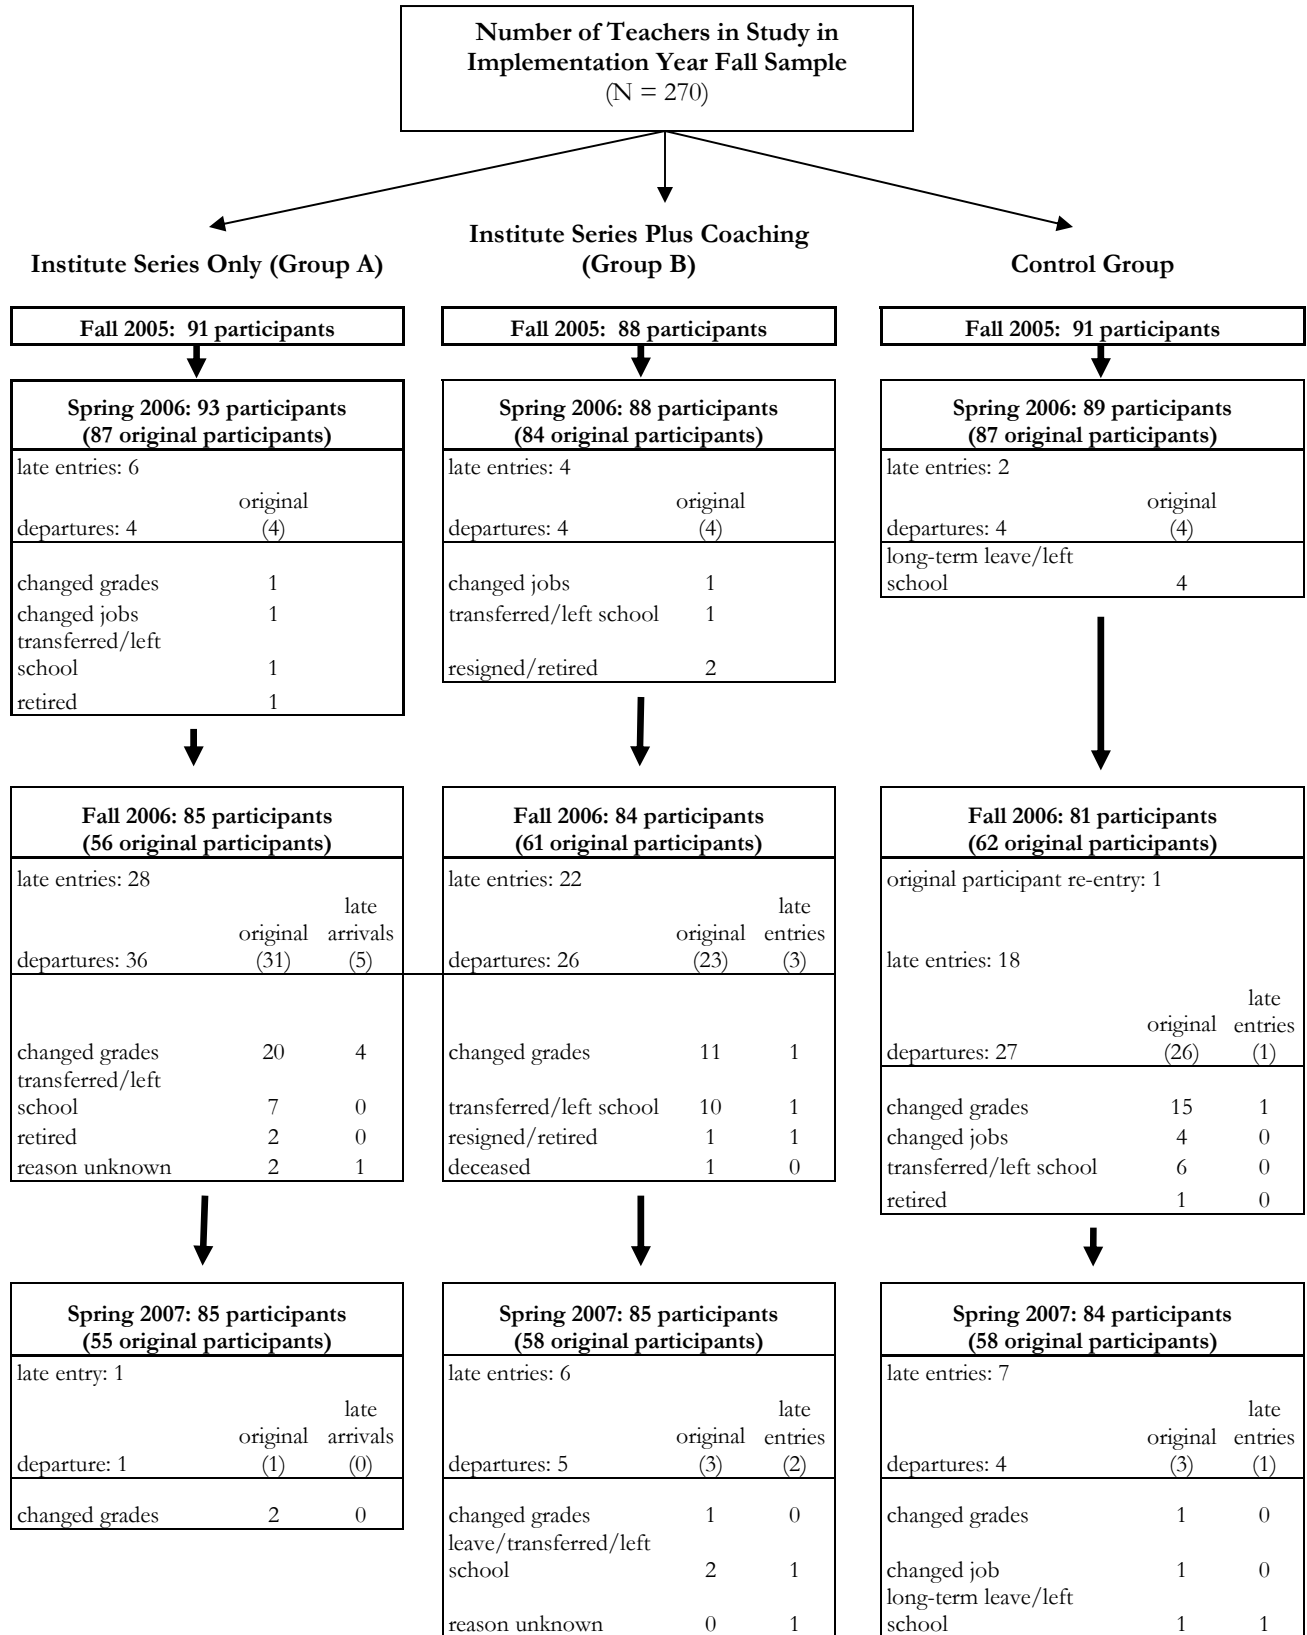 Number of Teachers in Study in
Implementation Year Fall Sample
(N = 270)
Institute Series Only (Group A)
Fall 2005: 91 participants
Spring 2006: 93 participants
(87 original participants)
late entries: 6
original
departures: 4 (4)
changed grades 1
changed jobs 1
transferred/left
school 1
retired 1
Fall 2006: 85 participants
(56 original participants)
late entries: 28
late
original arrivals
departures: 36 (31) (5)
changed grades 20 4
transferred/left
school 7 0
retired 2 0
reason unknown 2 1
Spring 2007: 85 participants
(55 original participants)
late entry: 1
late
original arrivals
departure: 1 (1) (0)
changed grades 2 0
Institute Series Plus Coaching
(Group B)
Fall 2005: 88 participants
Spring 2006: 88 participants
(84 original participants)
late entries: 4
original
departures: 4 (4)
changed jobs 1
transferred/left school 1
resigned/retired 2
Fall 2006: 84 participants
(61 original participants)
late entries: 22
late
original entries
departures: 26 (23) (3)
changed grades 11 1
transferred/left school 10 1
resigned/retired 1 1
deceased 1 0
Spring 2007: 85 participants
(58 original participants)
late entries: 6
late
original entries
departures: 5 (3) (2)
changed grades 1 0
leave/transferred/left
school 2 1
reason unknown 0 1
Control Group
Fall 2005: 91 participants
Spring 2006: 89 participants
(87 original participants)
late entries: 2
original
departures: 4 (4)
long-term leave/left
school 4
Fall 2006: 81 participants
(62 original participants)
original participant re-entry: 1
late entries: 18
late
original entries
departures: 27 (26) (1)
changed grades 15 1
changed jobs 4 0
transferred/left school 6 0
retired 1 0
Spring 2007: 84 participants
(58 original participants)
late entries: 7
late
original entries
departures: 4 (3) (1)
changed grades 1 0
changed job 1 0
long-term leave/left
school 1 1